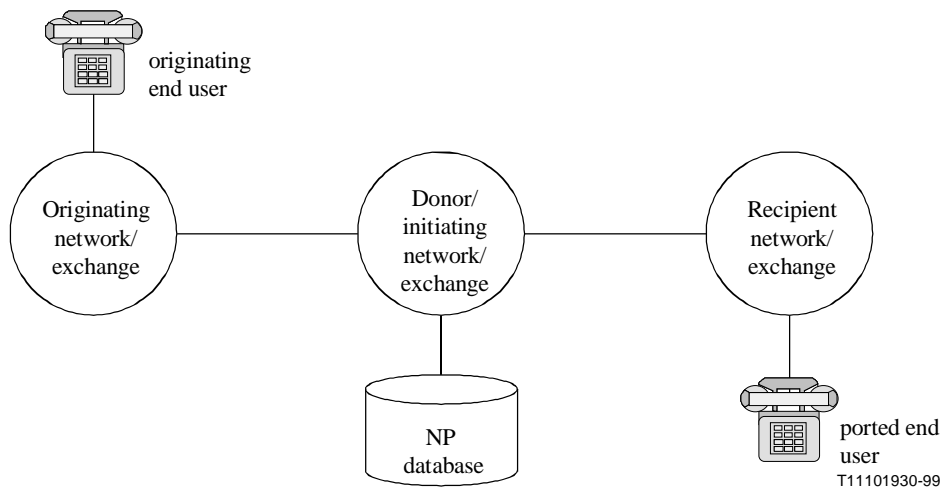 originating
end user
Originating
network/
exchange
Donor/
initiating
network/
exchange
Recipient
network/
exchange
NP
database
ported end
user
T11101930-99